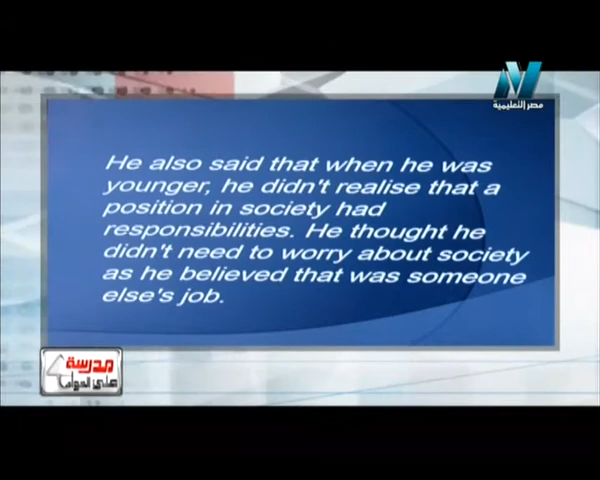 مصر التعليمية
He also said that when he was
younger, he didn't realise that a
position in society had
responsibilities. He thought he
didn't need to worry about society
as he believed that was someone
else's job.
مدرسة
على الهواء